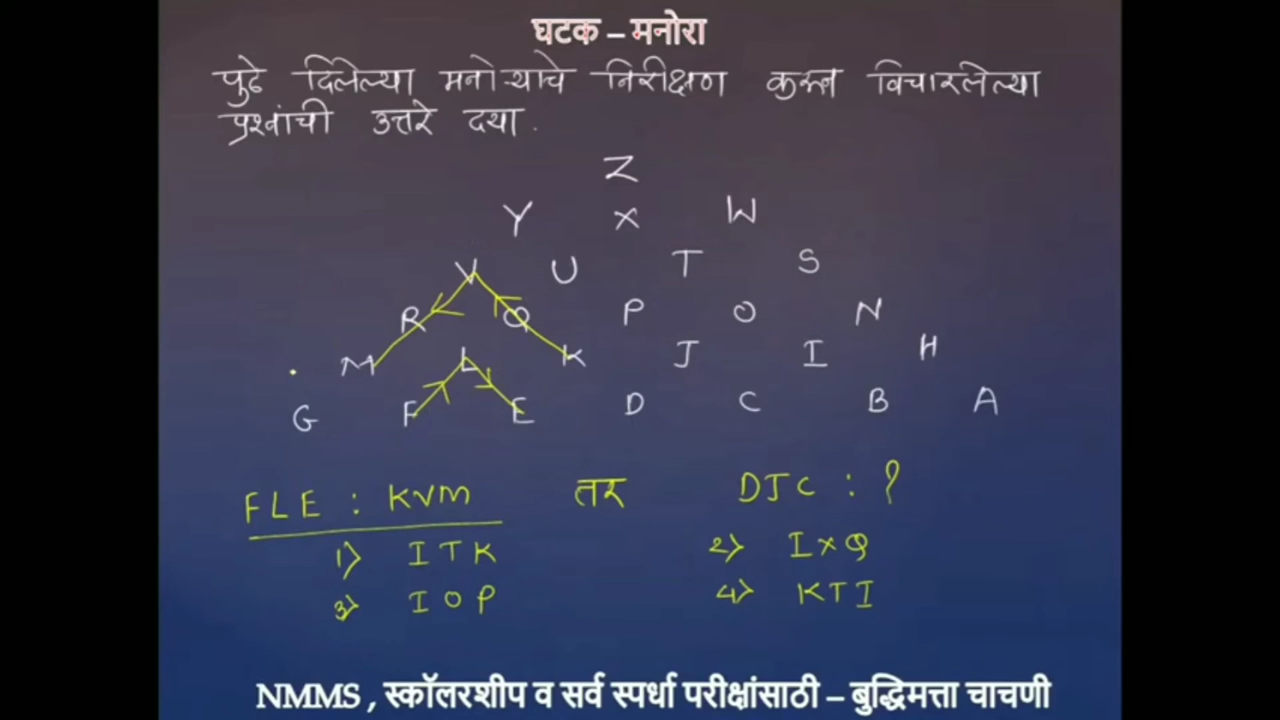 घटक – मनोरा
पुढे दिलेल्या मनोऱ्याचे निरीक्षण करून विचारलेल्या
प्रश्नांची उत्तरे दया.
Z
Y X W
V U T S
R Q P O N
M L K J I H
G F E D C B A
FLE : KVM तर DJC : ?
1) ITK 2) IXQ
3) IOP 4) KTI
NMMS , स्कॉलरशीप व सर्व स्पर्धा परीक्षांसाठी – बुद्धिमत्ता चाचणी